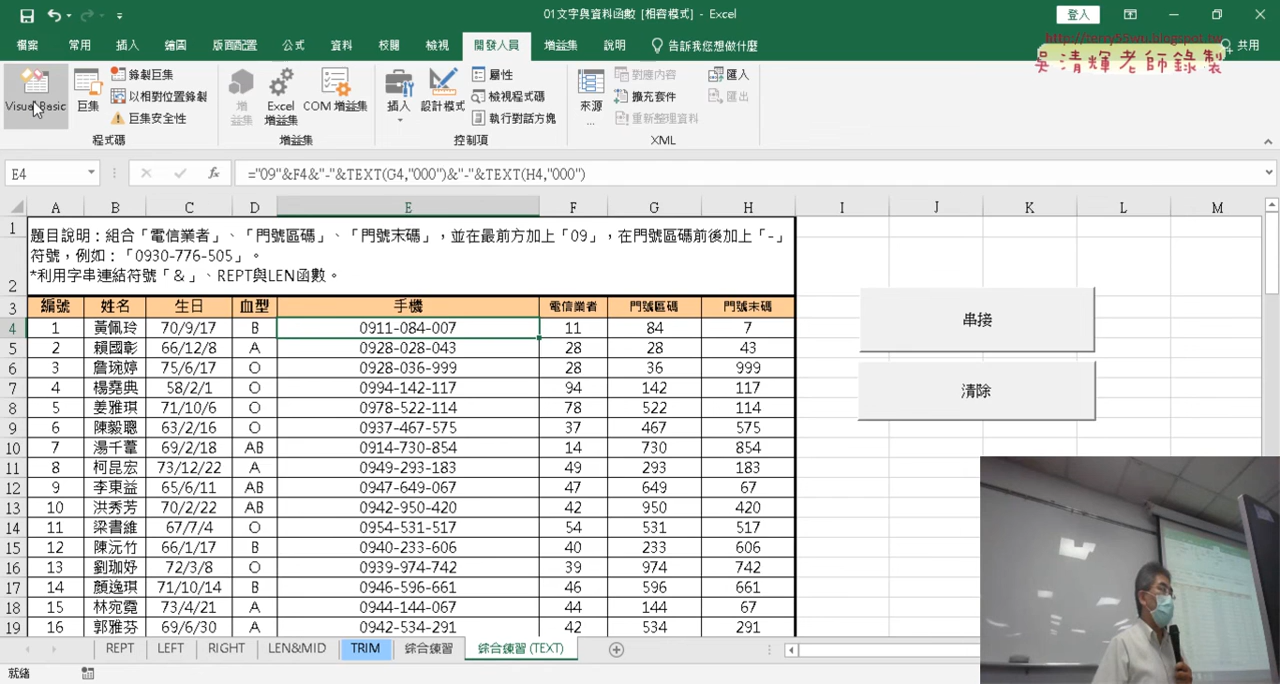 01文字與資料函數 [相容模式] - Excel
登入
檔案 常用 插入 繪圖 版面配置 公式 資料 校閱 檢視 開發人員 增益集 說明 告訴我您想做什麼 共用
http://terry55wu.blogspot.tw
吳清輝老師錄製
Visual Basic 巨集 錄製巨集 以相對位置錄製 巨集安全性
增益集 Excel 增益集 COM 增益集
插入 設計模式 屬性 檢視程式碼 執行對話方塊
來源 對應內容 擴充套件 重新整理資料 匯入 匯出
程式碼 增益集 控制項 XML
E4 fx ="09"&F4&"-"&TEXT(G4,"000")&"-"&TEXT(H4,"000")
A B C D E F G H I J K L M
1 題目說明：組合「電信業者」、「門號區碼」、「門號末碼」，並在最前方加上「09」，在門號區碼前後加上「-」
符號，例如：「0930-776-505」。
2 *利用字串連結符號「&」、REPT與LEN函數。
3 編號 姓名 生日 血型 手機 電信業者 門號區碼 門號末碼
4 1 黃佩玲 70/9/17 B 0911-084-007 11 84 7
5 2 賴國彰 66/12/8 A 0928-028-043 28 28 43
6 3 詹琬婷 75/6/17 O 0928-036-999 28 36 999
7 4 楊堯典 58/2/1 O 0994-142-117 94 142 117
8 5 姜雅琪 71/10/6 O 0978-522-114 78 522 114
9 6 陳毅聰 63/2/16 O 0937-467-575 37 467 575
10 7 湯千葦 69/2/18 AB 0914-730-854 14 730 854
11 8 柯昆宏 73/12/22 A 0949-293-183 49 293 183
12 9 李東益 65/6/11 AB 0947-649-067 47 649 67
13 10 洪秀芳 70/2/22 AB 0942-950-420 42 950 420
14 11 梁書維 67/7/4 O 0954-531-517 54 531 517
15 12 陳沅竹 66/1/17 B 0940-233-606 40 233 606
16 13 劉珈妤 72/3/8 O 0939-974-742 39 974 742
17 14 顏逸琪 71/10/14 B 0946-596-661 46 596 661
18 15 林宛霓 73/4/21 A 0944-144-067 44 144 67
19 16 郭雅芬 69/6/30 A 0942-534-291 42 534 291
串接
清除
REPT LEFT RIGHT LEN&MID TRIM 綜合練習 綜合練習 (TEXT)
就緒